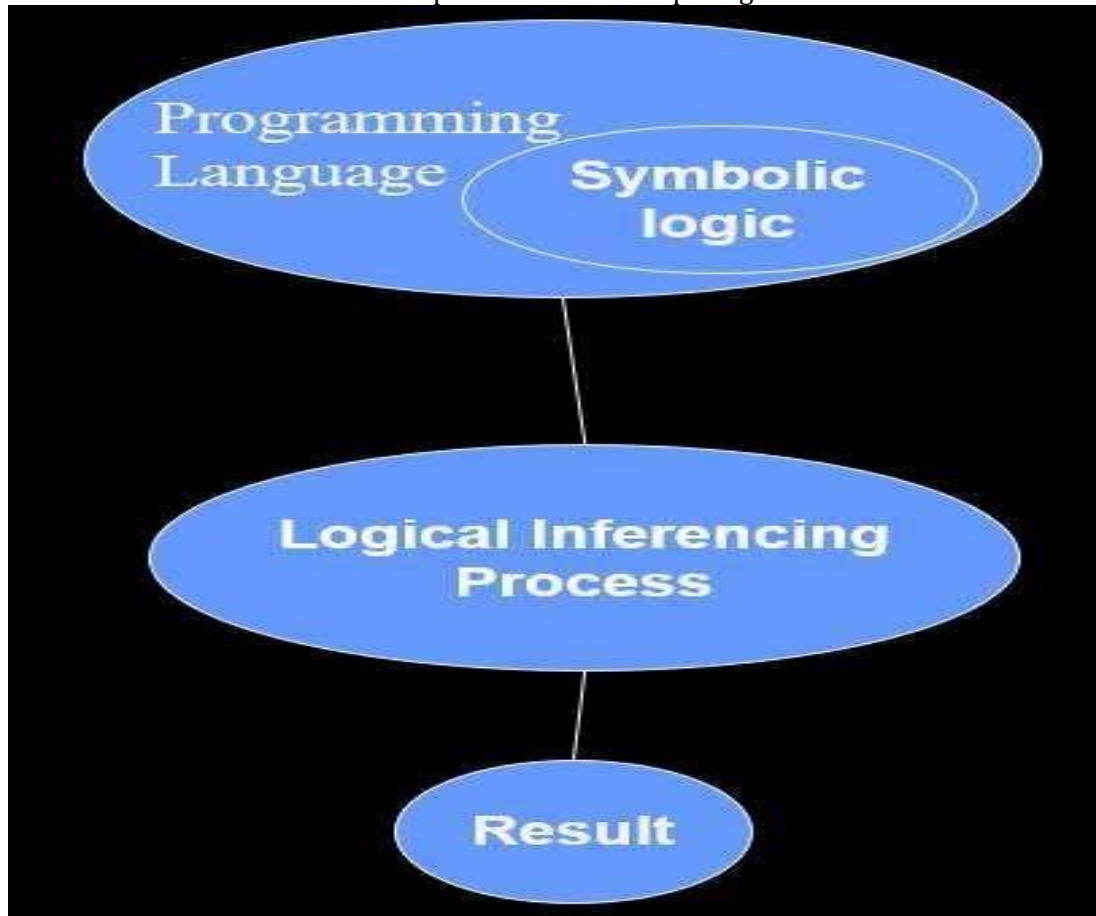 Programming
Language
Symbolic
logic
Logical Inferencing
Process
Result